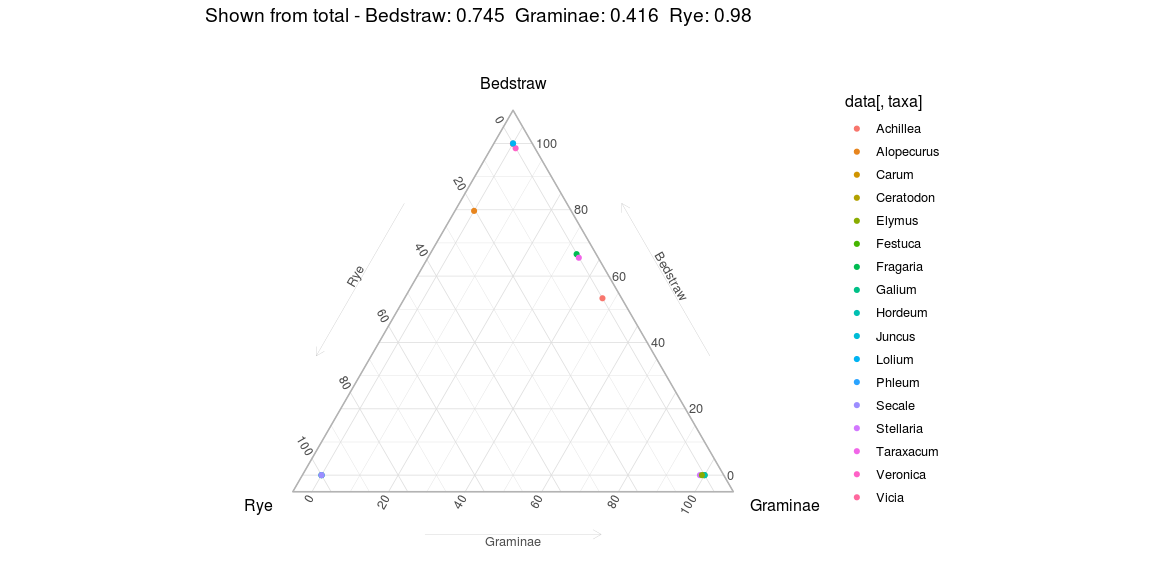 Shown from total - Bedstraw: 0.745  Graminae: 0.416  Rye: 0.98
Bedstraw
data[, taxa]
0
100
20
80
40
60
60
40
80
20
100
0
Rye
Bedstraw
Rye
0
20
40
60
80
100
Graminae
Graminae
Achillea
Alopecurus
Carum
Ceratodon
Elymus
Festuca
Fragaria
Galium
Hordeum
Juncus
Lolium
Phleum
Secale
Stellaria
Taraxacum
Veronica
Vicia